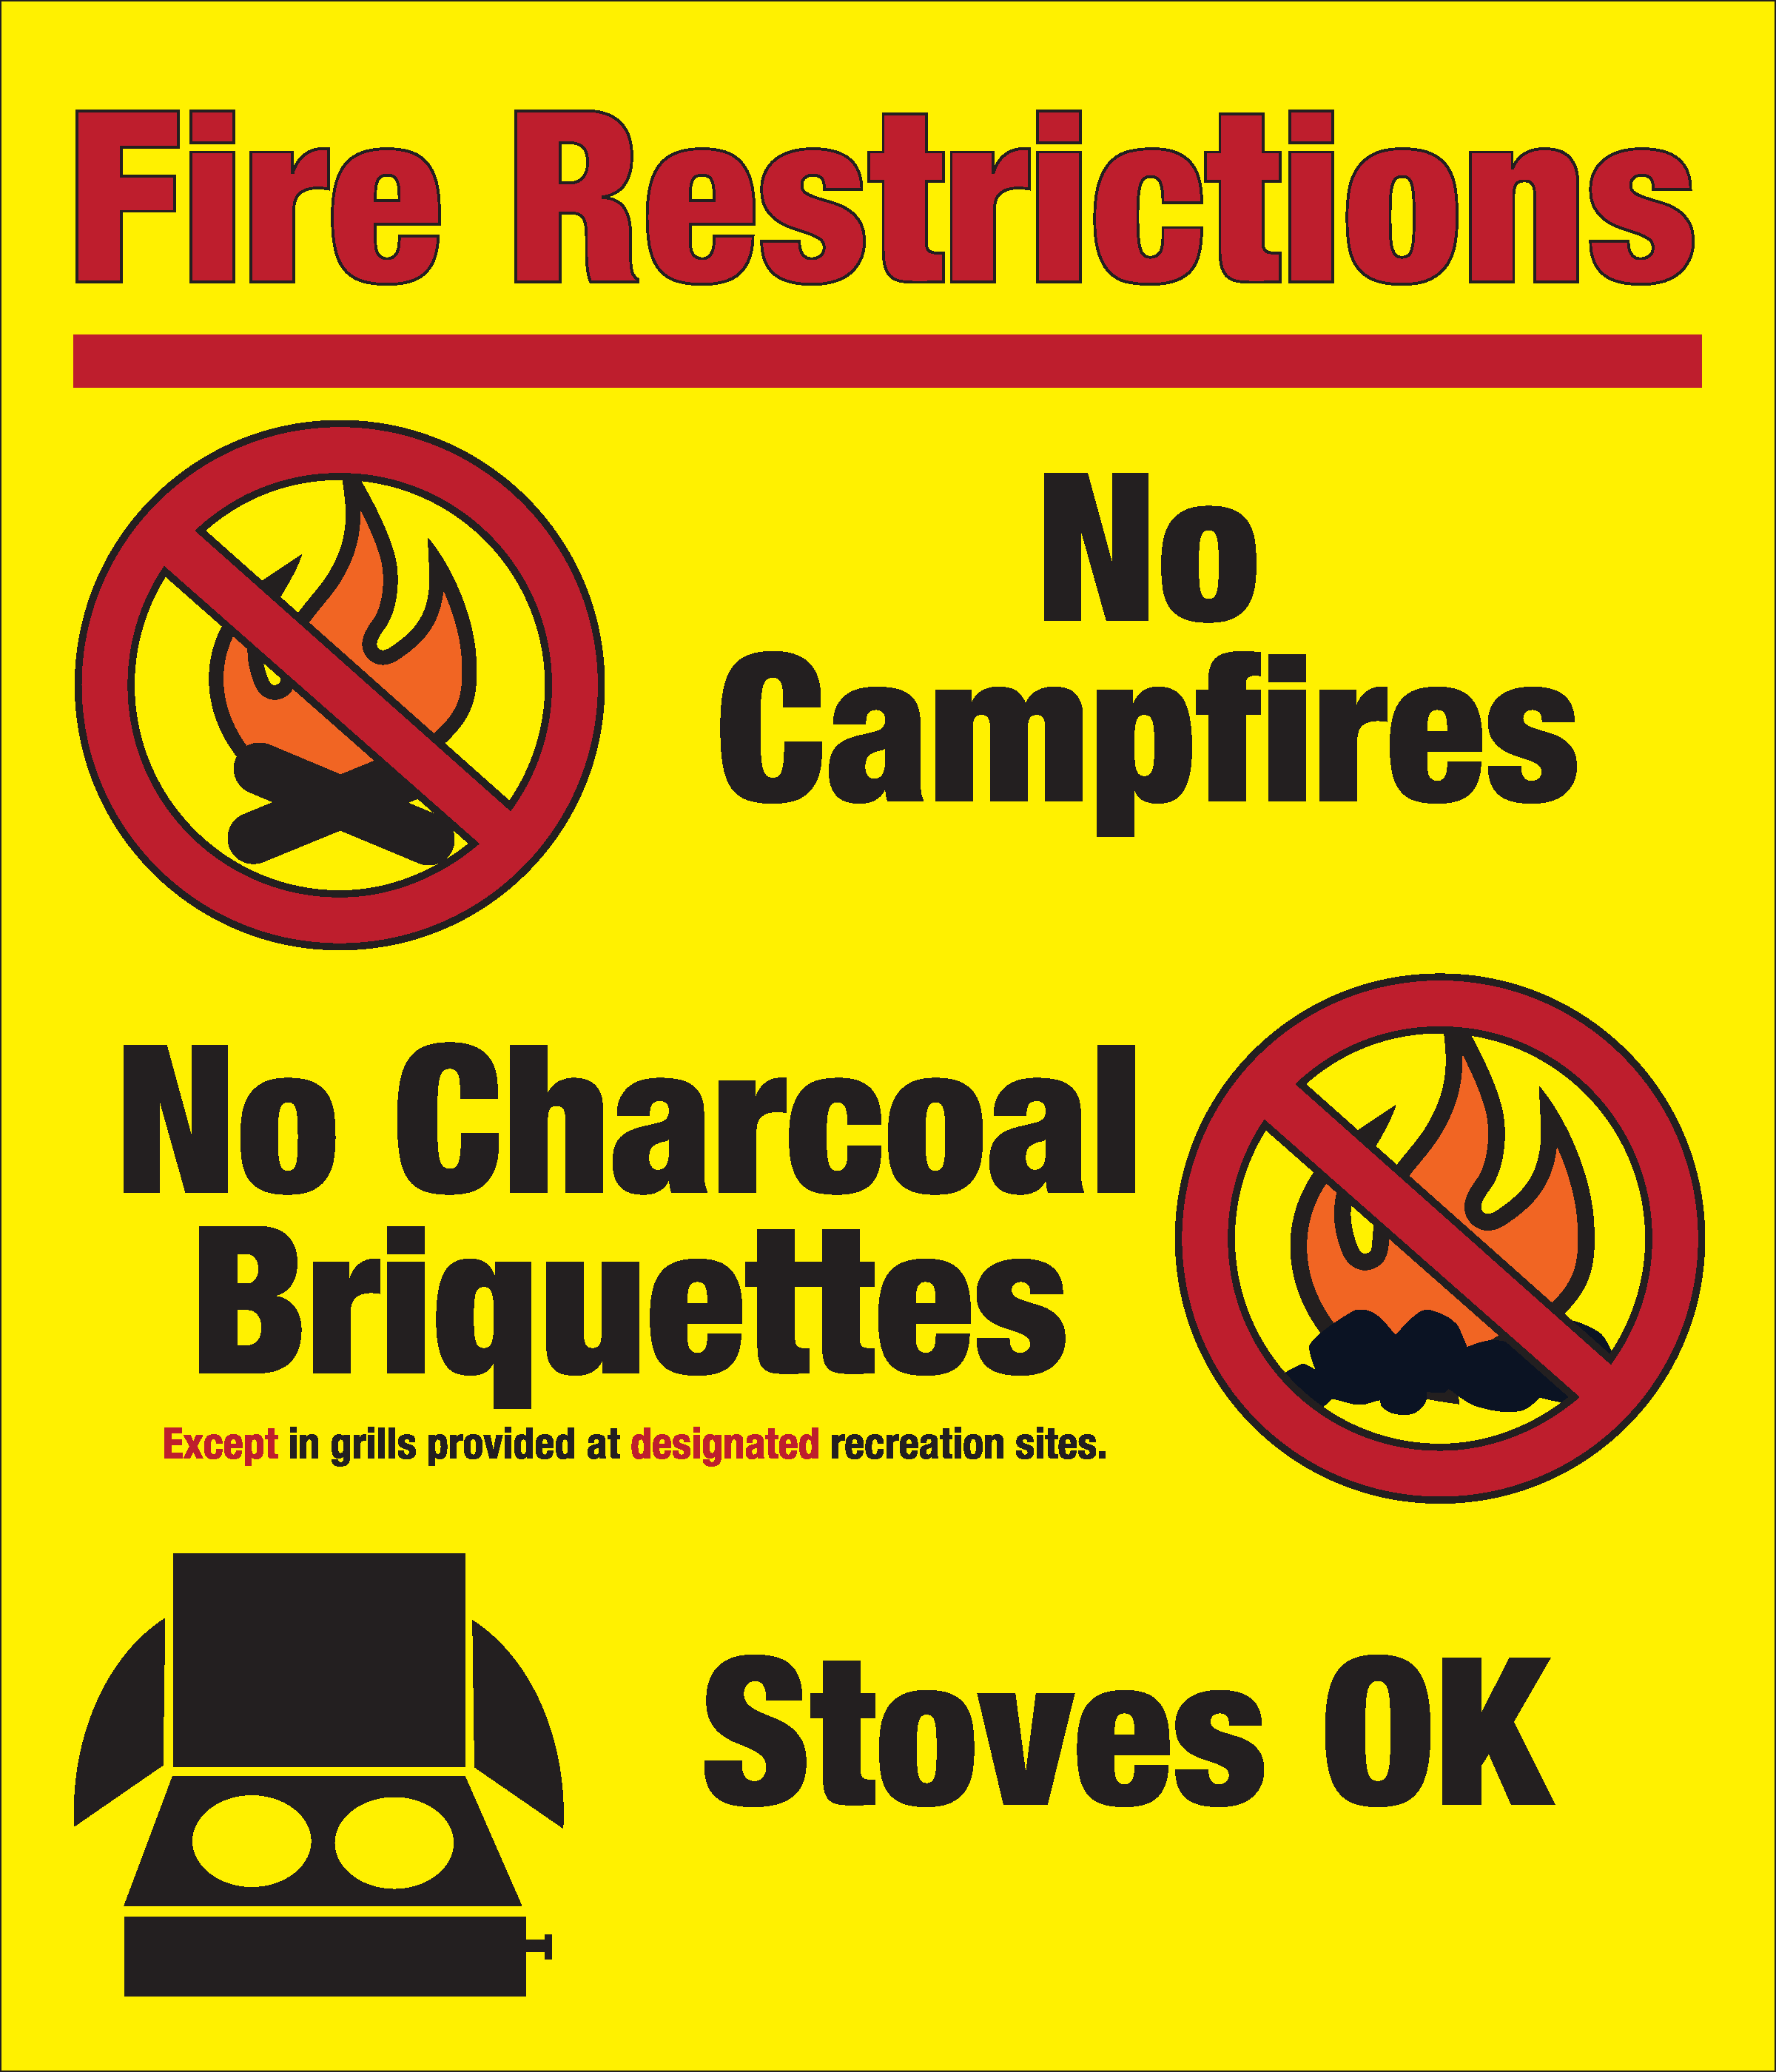 Fire Restrictions
No
Campfires
No Charcoal
Briquettes
Except in grills provided at designated recreation sites.
Stoves OK